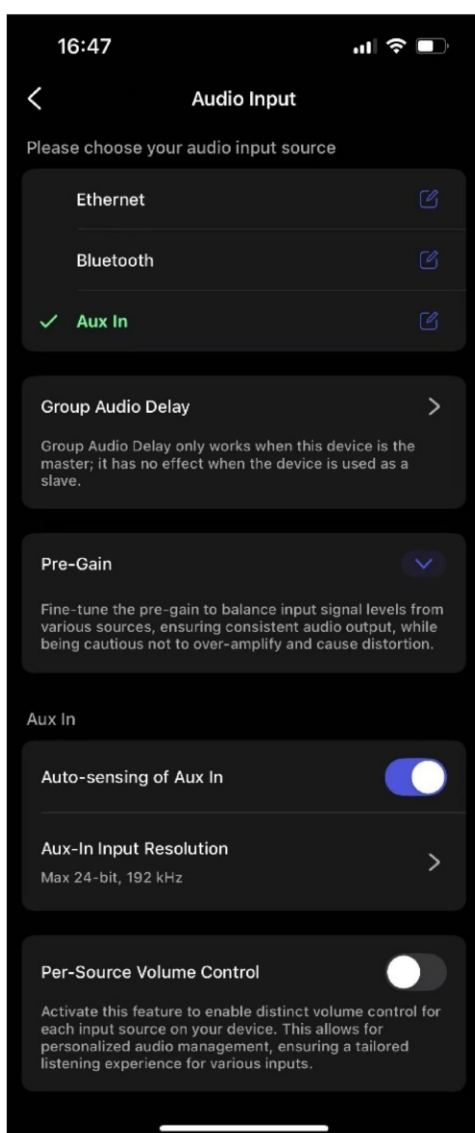 16:47
Audio Input
Please choose your audio input source
Ethernet
Bluetooth
Aux In
Group Audio Delay
Group Audio Delay only works when this device is the
master; it has no effect when the device is used as a
slave.
Pre-Gain
Fine-tune the pre-gain to balance input signal levels from
various sources, ensuring consistent audio output, while
being cautious not to over-amplify and cause distortion.
Aux In
Auto-sensing of Aux In
Aux-In Input Resolution
Max 24-bit, 192 kHz
Per-Source Volume Control
Activate this feature to enable distinct volume control for
each input source on your device. This allows for
personalized audio management, ensuring a tailored
listening experience for various inputs.